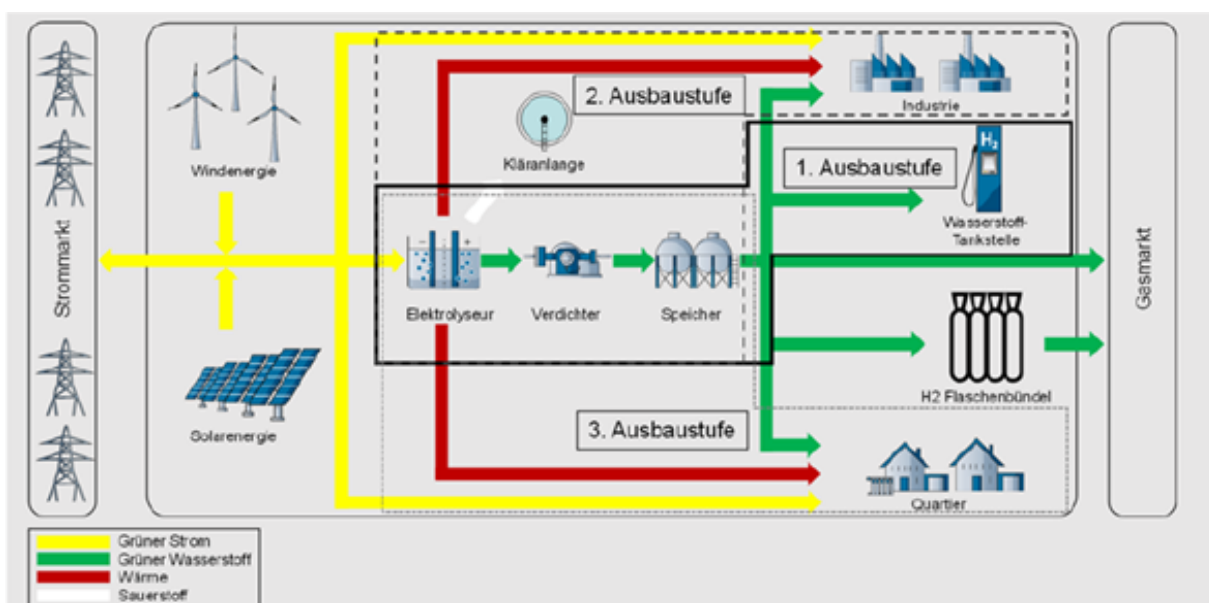 Strommarkt
Windenergie
Solarenergie
2. Ausbaustufe
Kläranlange
Industrie
1. Ausbaustufe
H2
Wasserstoff-
Tankstelle
Elektrolyseur
Verdichter
Speicher
H2 Flaschenbündel
3. Ausbaustufe
Quartier
Gasmarkt
Grüner Strom
Grüner Wasserstoff
Wärme
Sauerstoff